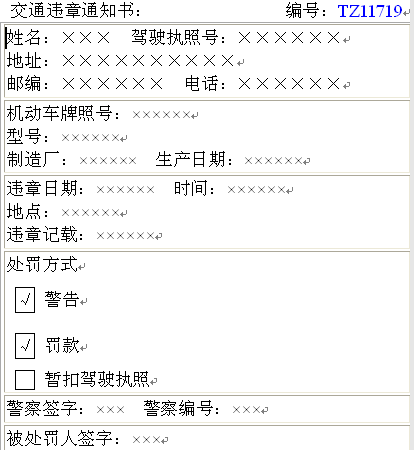 交通违章通知书： 编号：TZ11719
姓名：××× 驾驶执照号：××××××
地址：××××××××××
邮编：×××××× 电话：××××××
机动车牌照号：××××××
型号：××××××
制造厂：×××××× 生产日期：××××××
违章日期：×××××× 时间：××××××
地点：××××××
违章记载：××××××
处罚方式
√ 警告
√ 罚款
暂扣驾驶执照
警察签字：××× 警察编号：×××
被处罚人签字：×××